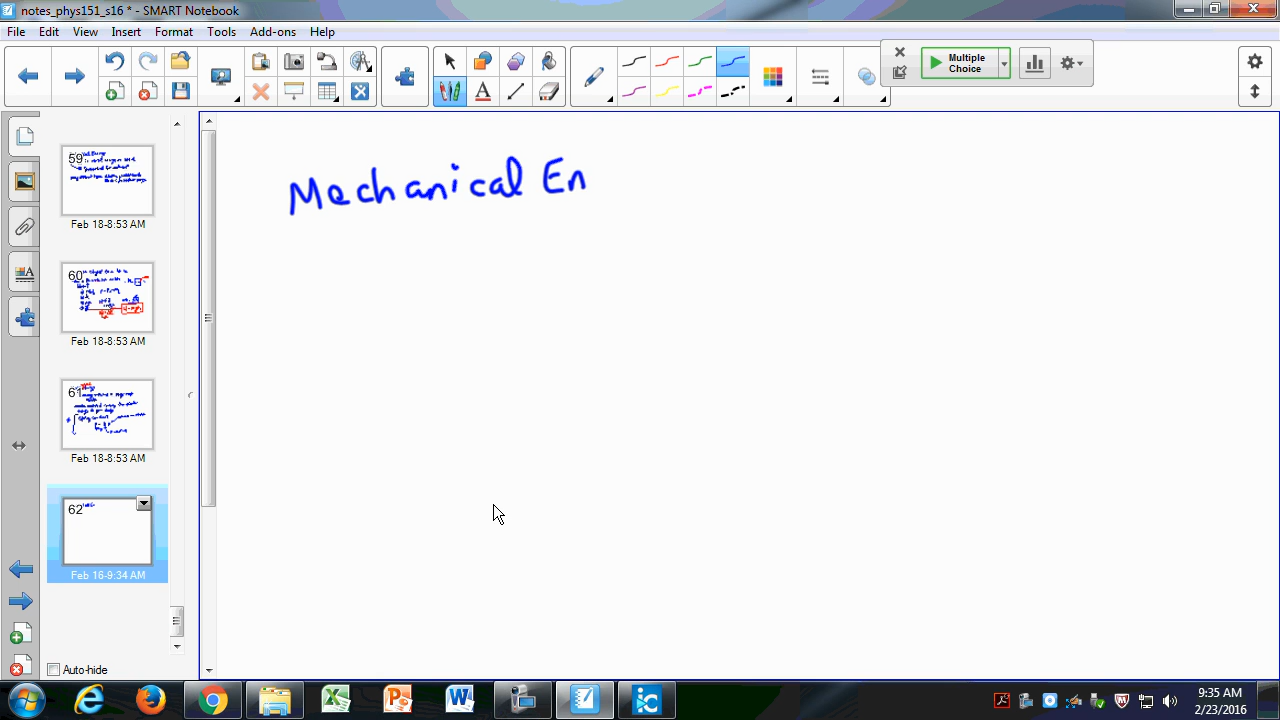 notes_phys151_s16 * - SMART Notebook
File Edit View Insert Format Tools Add-ons Help
Multiple
Choice
Mechanical En
59
Feb 18-8:53 AM
60
Feb 18-8:53 AM
61
Feb 18-8:53 AM
62
Feb 16-9:34 AM
Auto-hide
9:35 AM
2/23/2016